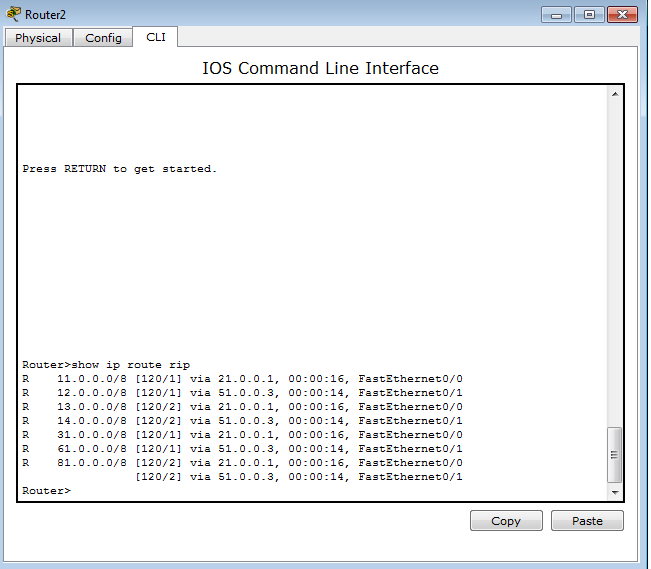 Router2
Physical Config CLI
IOS Command Line Interface
Press RETURN to get started.
Router>show ip route rip
R    11.0.0.0/8 [120/1] via 21.0.0.1, 00:00:16, FastEthernet0/0
R    12.0.0.0/8 [120/1] via 51.0.0.3, 00:00:14, FastEthernet0/1
R    13.0.0.0/8 [120/2] via 21.0.0.1, 00:00:16, FastEthernet0/0
R    14.0.0.0/8 [120/2] via 51.0.0.3, 00:00:14, FastEthernet0/1
R    31.0.0.0/8 [120/1] via 21.0.0.1, 00:00:16, FastEthernet0/0
R    61.0.0.0/8 [120/1] via 51.0.0.3, 00:00:14, FastEthernet0/1
R    81.0.0.0/8 [120/2] via 21.0.0.1, 00:00:16, FastEthernet0/0
                [120/2] via 51.0.0.3, 00:00:14, FastEthernet0/1
Router>
Copy Paste